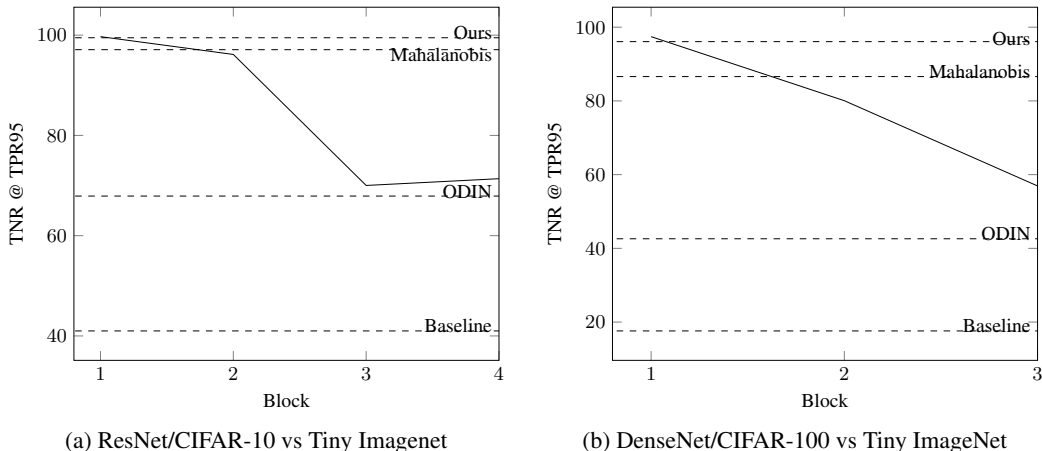 100
80
60
40
TNR @ TPR95
Ours
Mahalanobis
ODIN
Baseline
1 2 3 4
Block
(a) ResNet/CIFAR-10 vs Tiny Imagenet
100
80
60
40
20
TNR @ TPR95
Ours
Mahalanobis
ODIN
Baseline
1 2 3
Block
(b) DenseNet/CIFAR-100 vs Tiny ImageNet